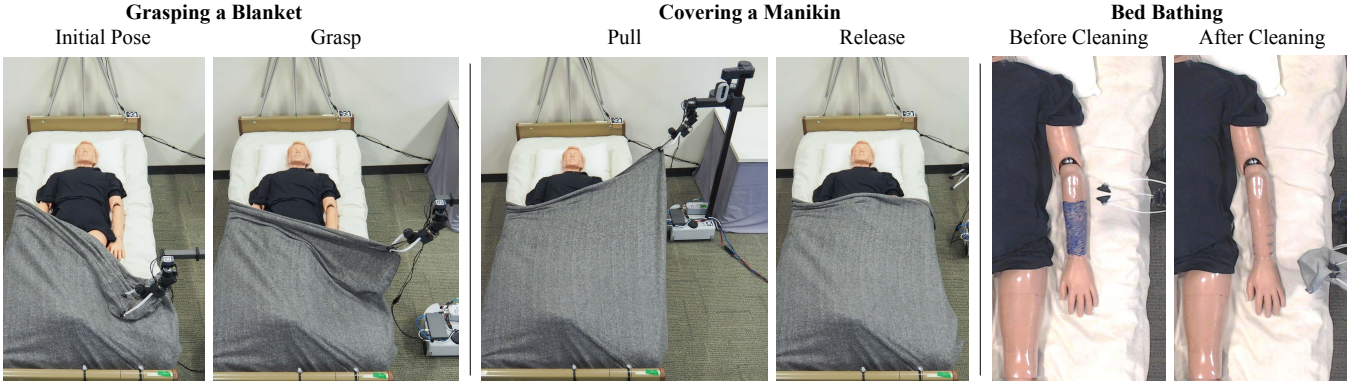 Grasping a Blanket
Initial Pose
Grasp
Covering a Manikin
Pull
Release
Bed Bathing
Before Cleaning
After Cleaning